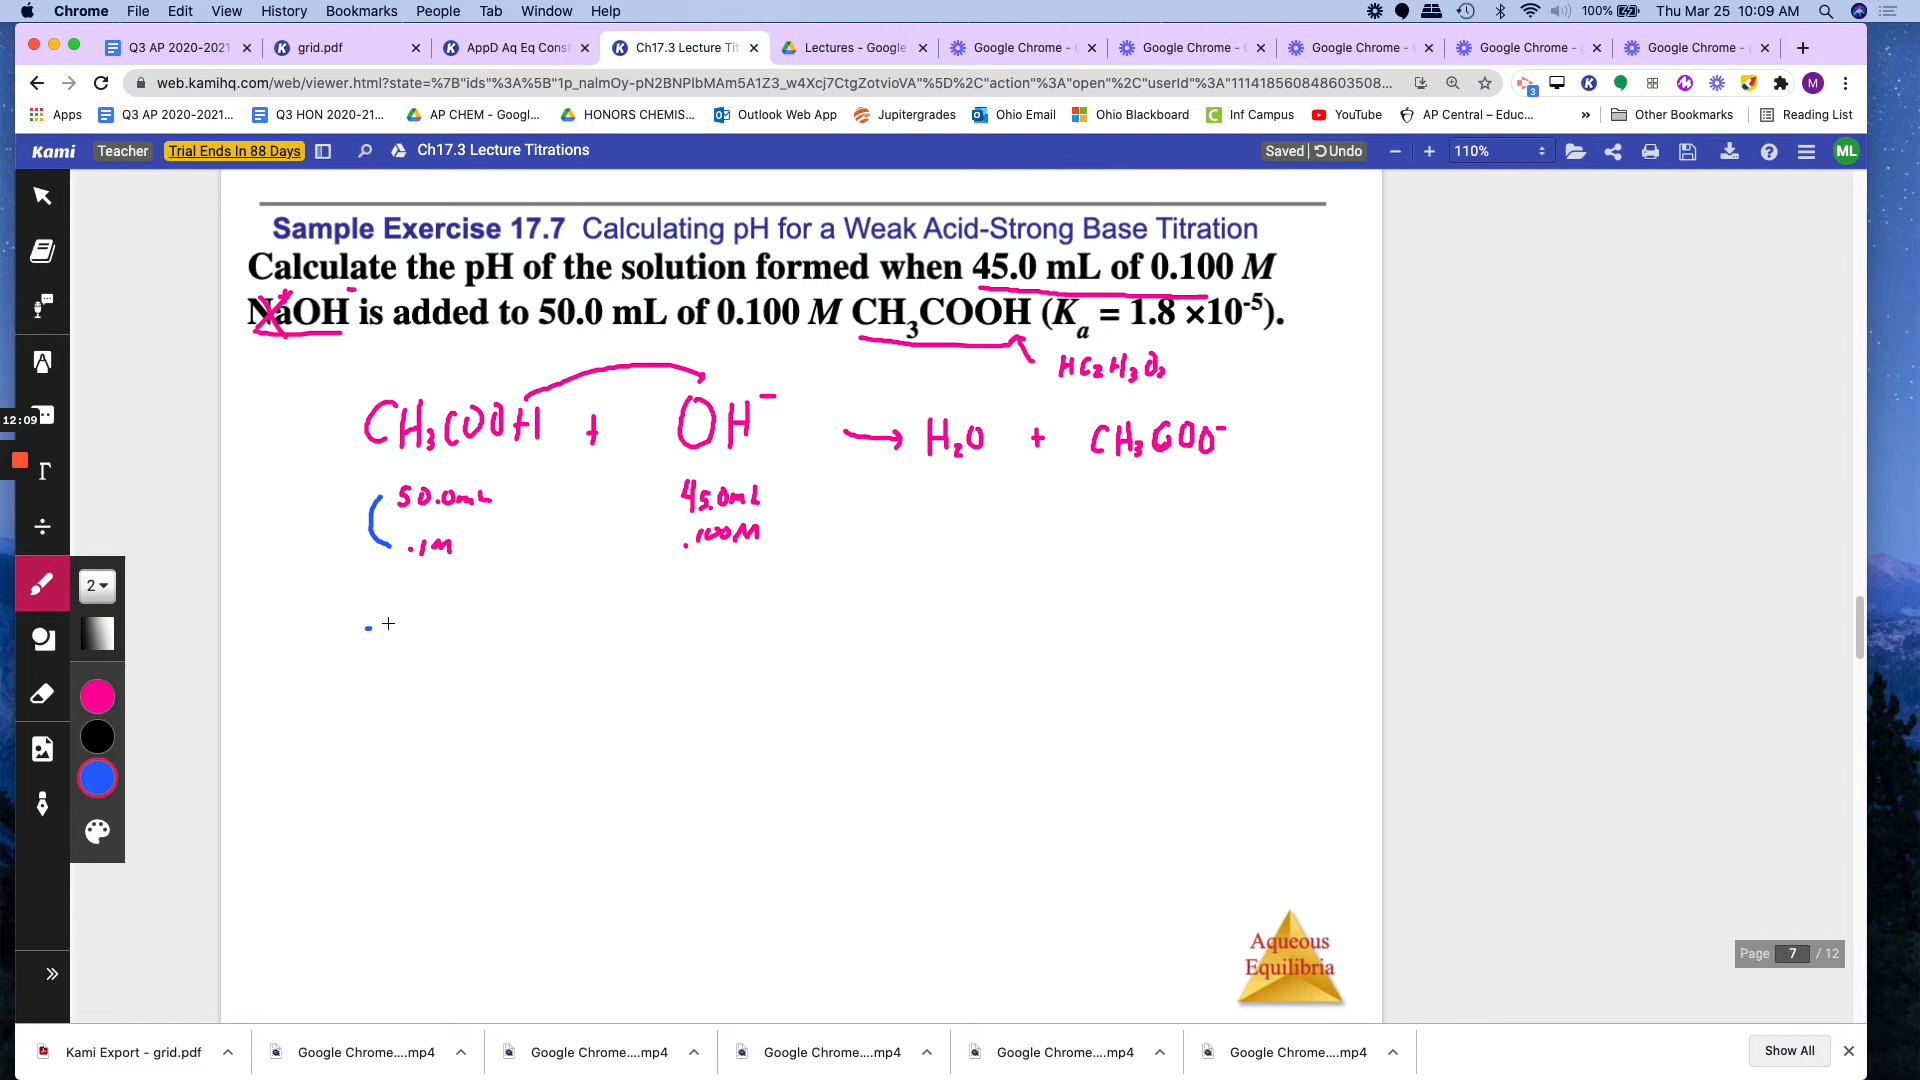 Chrome File Edit View History Bookmarks People Tab Window Help 100% Thu Mar 25 10:09 AM
Q3 AP 2020-2021 grid.pdf AppD Aq Eq Const Ch17.3 Lecture Tit Lectures - Google Google Chrome - Google Chrome - Google Chrome - Google Chrome - Google Chrome -
web.kamihq.com/web/viewer.html?state=%7B"ids"%3A%5B"1p_nalmOy-pN2BNPlbMAm5A1Z3_w4Xcj7CtgZotvioVA"%5D%2C"action"%3A"open"%2C"userId"%3A"111418560848603508...
3 M
Apps Q3 AP 2020-2021... Q3 HON 2020-21... AP CHEM - Googl... HONORS CHEMIS... Outlook Web App Jupitergrades Ohio Email Ohio Blackboard Inf Campus YouTube AP Central – Educ... » Other Bookmarks Reading List
Kami Teacher Trial Ends In 88 Days Ch17.3 Lecture Titrations Saved Undo 110% ML
Sample Exercise 17.7 Calculating pH for a Weak Acid-Strong Base Titration
Calculate the pH of the solution formed when 45.0 mL of 0.100 M
NaOH⁻ is added to 50.0 mL of 0.100 M CH₃COOH (Kₐ = 1.8 ×10⁻⁵).
HC₂H₃O₂
CH₃COOH + OH⁻ → H₂O + CH₃COO⁻
50.0mL 45.0mL
.1M .100M
12:09
2
Aqueous
Equilibria
Page 7 / 12
Kami Export - grid.pdf Google Chrome....mp4 Google Chrome....mp4 Google Chrome....mp4 Google Chrome....mp4 Google Chrome....mp4 Show All